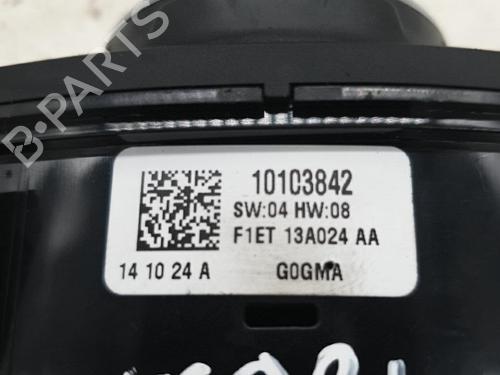 B-PARTS
10103842
SW:04 HW:08
F1ET 13A024 AA
14 10 24 A
G0GMA